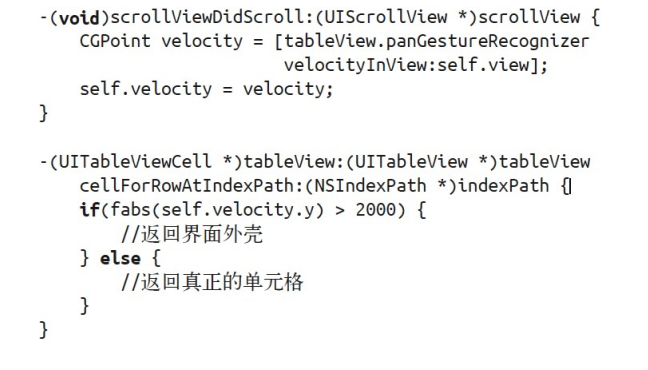 -(void)scrollViewDidScroll:(UIScrollView *)scrollView {
CGPoint velocity = [tableView.panGestureRecognizer
velocityInView:self.view];
self.velocity = velocity;
}
-(UITableViewCell *)tableView:(UITableView *)tableView
cellForRowAtIndexPath:(NSIndexPath *)indexPath {
if(fabs(self.velocity.y) > 2000) {
//返回界面外壳
} else {
//返回真正的单元格
}
}